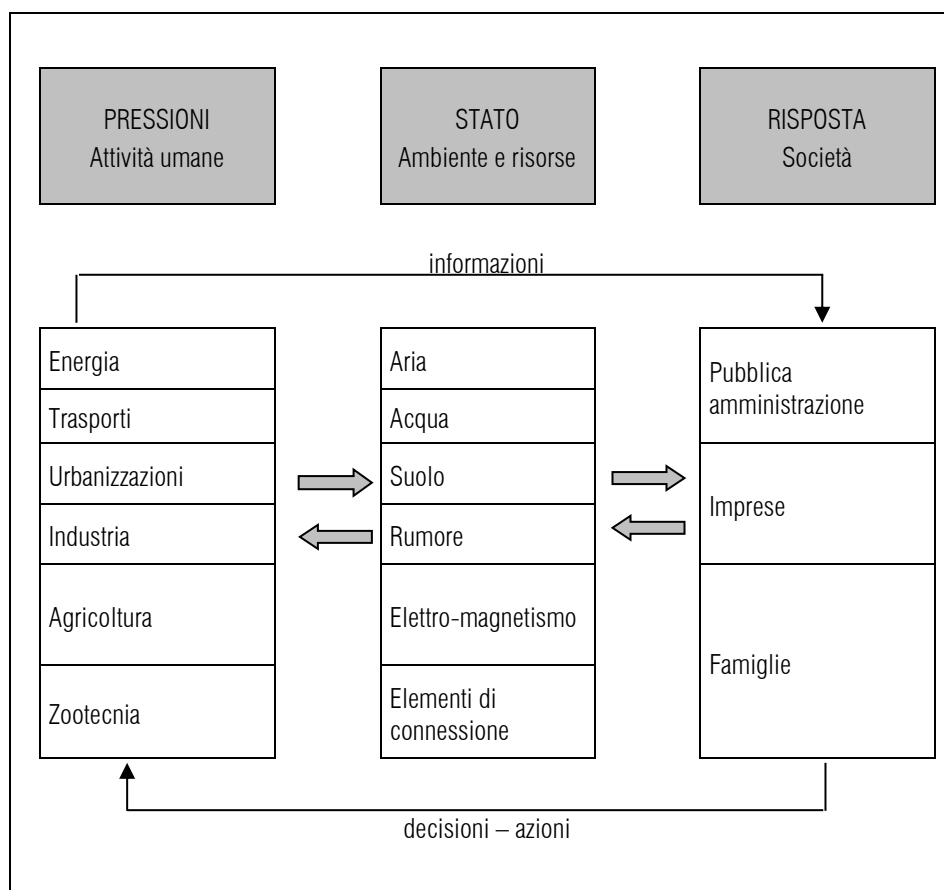 PRESSIONI
Attività umane
STATO
Ambiente e risorse
RISPOSTA
Società
informazioni
Energia
Trasporti
Urbanizzazioni
Industria
Agricoltura
Zootecnia
Aria
Acqua
Suolo
Rumore
Elettro-magnetismo
Elementi di
connessione
Pubblica
amministrazione
Imprese
Famiglie
decisioni – azioni